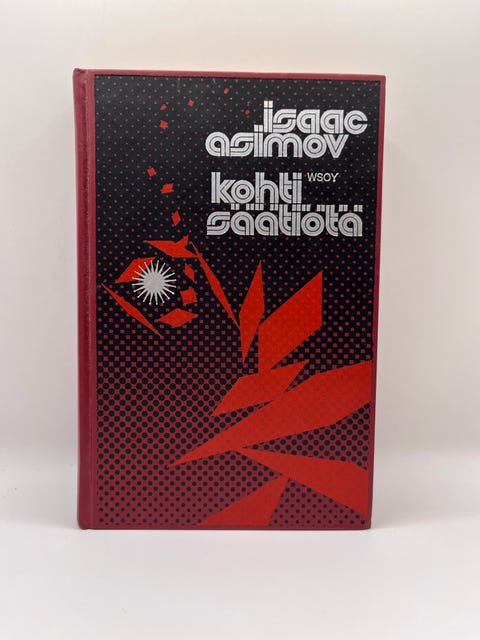 isaac
asimov
WSOY
kohti
säätiötä